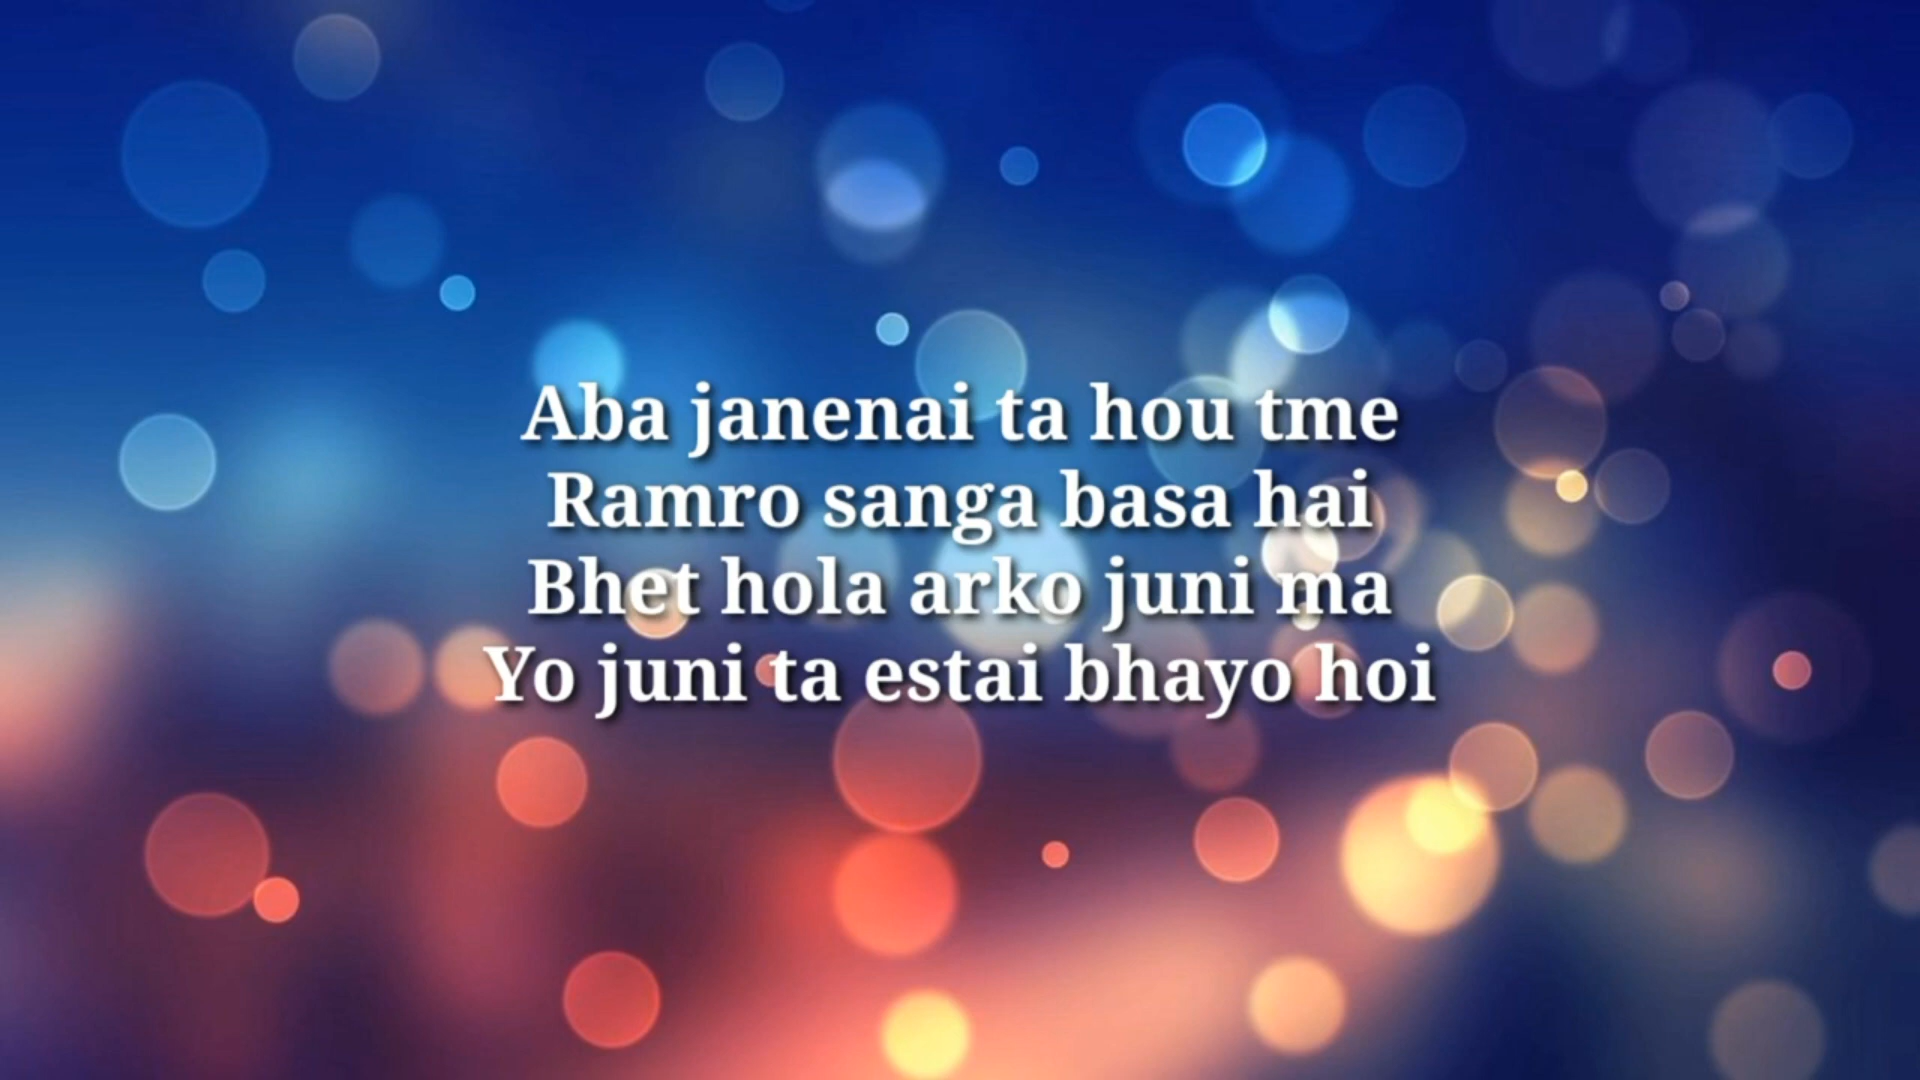 Aba janenai ta hou tme
Ramro sanga basa hai
Bhet hola arko juni ma
Yo juni ta estai bhayo hoi